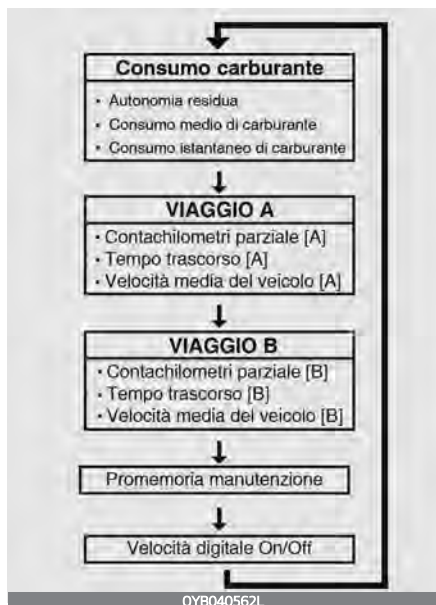 Consumo carburante
• Autonomia residua
• Consumo medio di carburante
• Consumo istantaneo di carburante
VIAGGIO A
• Contachilometri parziale [A]
• Tempo trascorso [A]
• Velocità media del veicolo [A]
VIAGGIO B
• Contachilometri parziale [B]
• Tempo trascorso [B]
• Velocità media del veicolo [B]
Promemoria manutenzione
Velocità digitale On/Off
OYB040562L